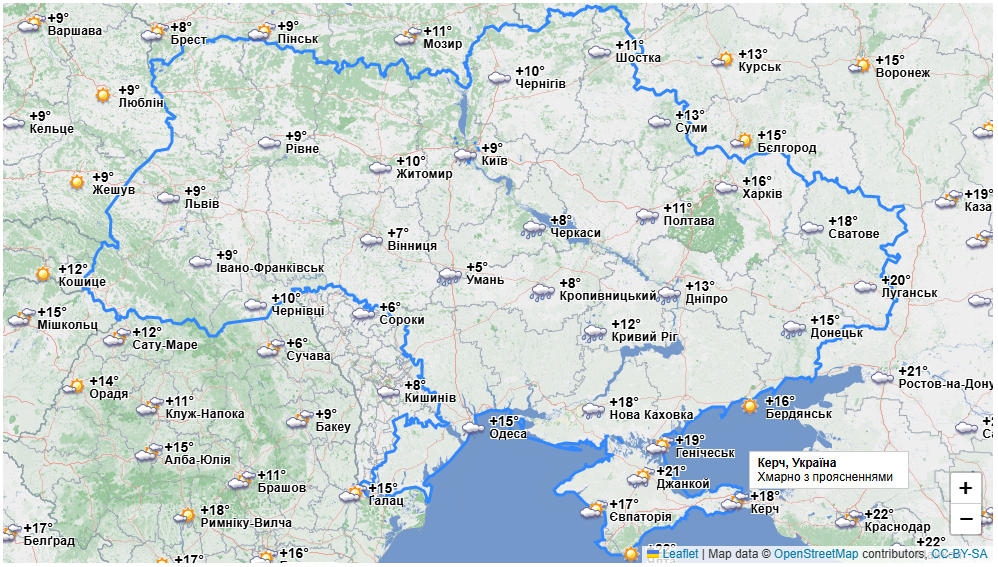 +9°
Варшава
+8°
Брест
+9°
Пінськ
+11°
Мозир
+11°
Шостка
+13°
Курськ
+15°
Воронеж
+10°
Чернігів
+9°
Люблін
+9°
Кельце
+13°
Суми
+15°
Бєлгород
+9°
Рівне
+9°
Київ
+10°
Житомир
+9°
Жешув
+9°
Львів
+16°
Харків
+19°
Каза
+11°
Полтава
+8°
Черкаси
+18°
Сватове
+7°
Вінниця
+9°
Івано-Франківськ
+12°
Кошице
+5°
Умань
+8°
Кропивницький
+13°
Дніпро
+20°
Луганськ
+10°
Чернівці
+6°
Сороки
+15°
Мішкольц
+12°
Сату-Маре
+12°
Кривий Ріг
+15°
Донецьк
+6°
Сучава
+14°
Орадя
+8°
Кишинів
+21°
Ростов-на-Дону
+11°
Клуж-Напока
+9°
Бакеу
+15°
Одеса
+18°
Нова Каховка
+16°
Бердянськ
+15°
Алба-Юлія
+19°
Генічеськ
Керч, Україна
Хмарно з проясненнями
+11°
Брашов
+15°
Галац
+21°
Джанкой
+18°
Римніку-Вилча
+17°
Євпаторія
+18°
Керч
+22°
Краснодар
+17°
Белґрад
+22°
+16°
+17°
+
−
Leaflet | Map data © OpenStreetMap contributors, CC-BY-SA